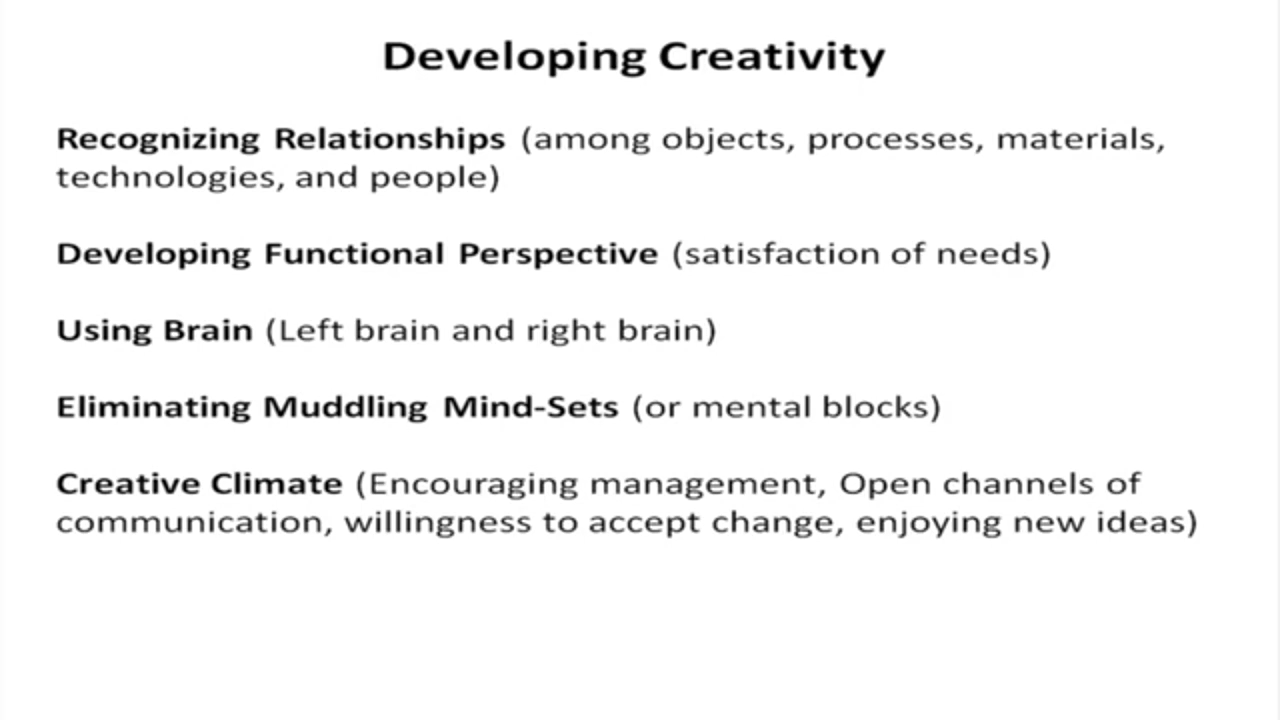 Developing Creativity
Recognizing Relationships (among objects, processes, materials,
technologies, and people)
Developing Functional Perspective (satisfaction of needs)
Using Brain (Left brain and right brain)
Eliminating Muddling Mind-Sets (or mental blocks)
Creative Climate (Encouraging management, Open channels of
communication, willingness to accept change, enjoying new ideas)